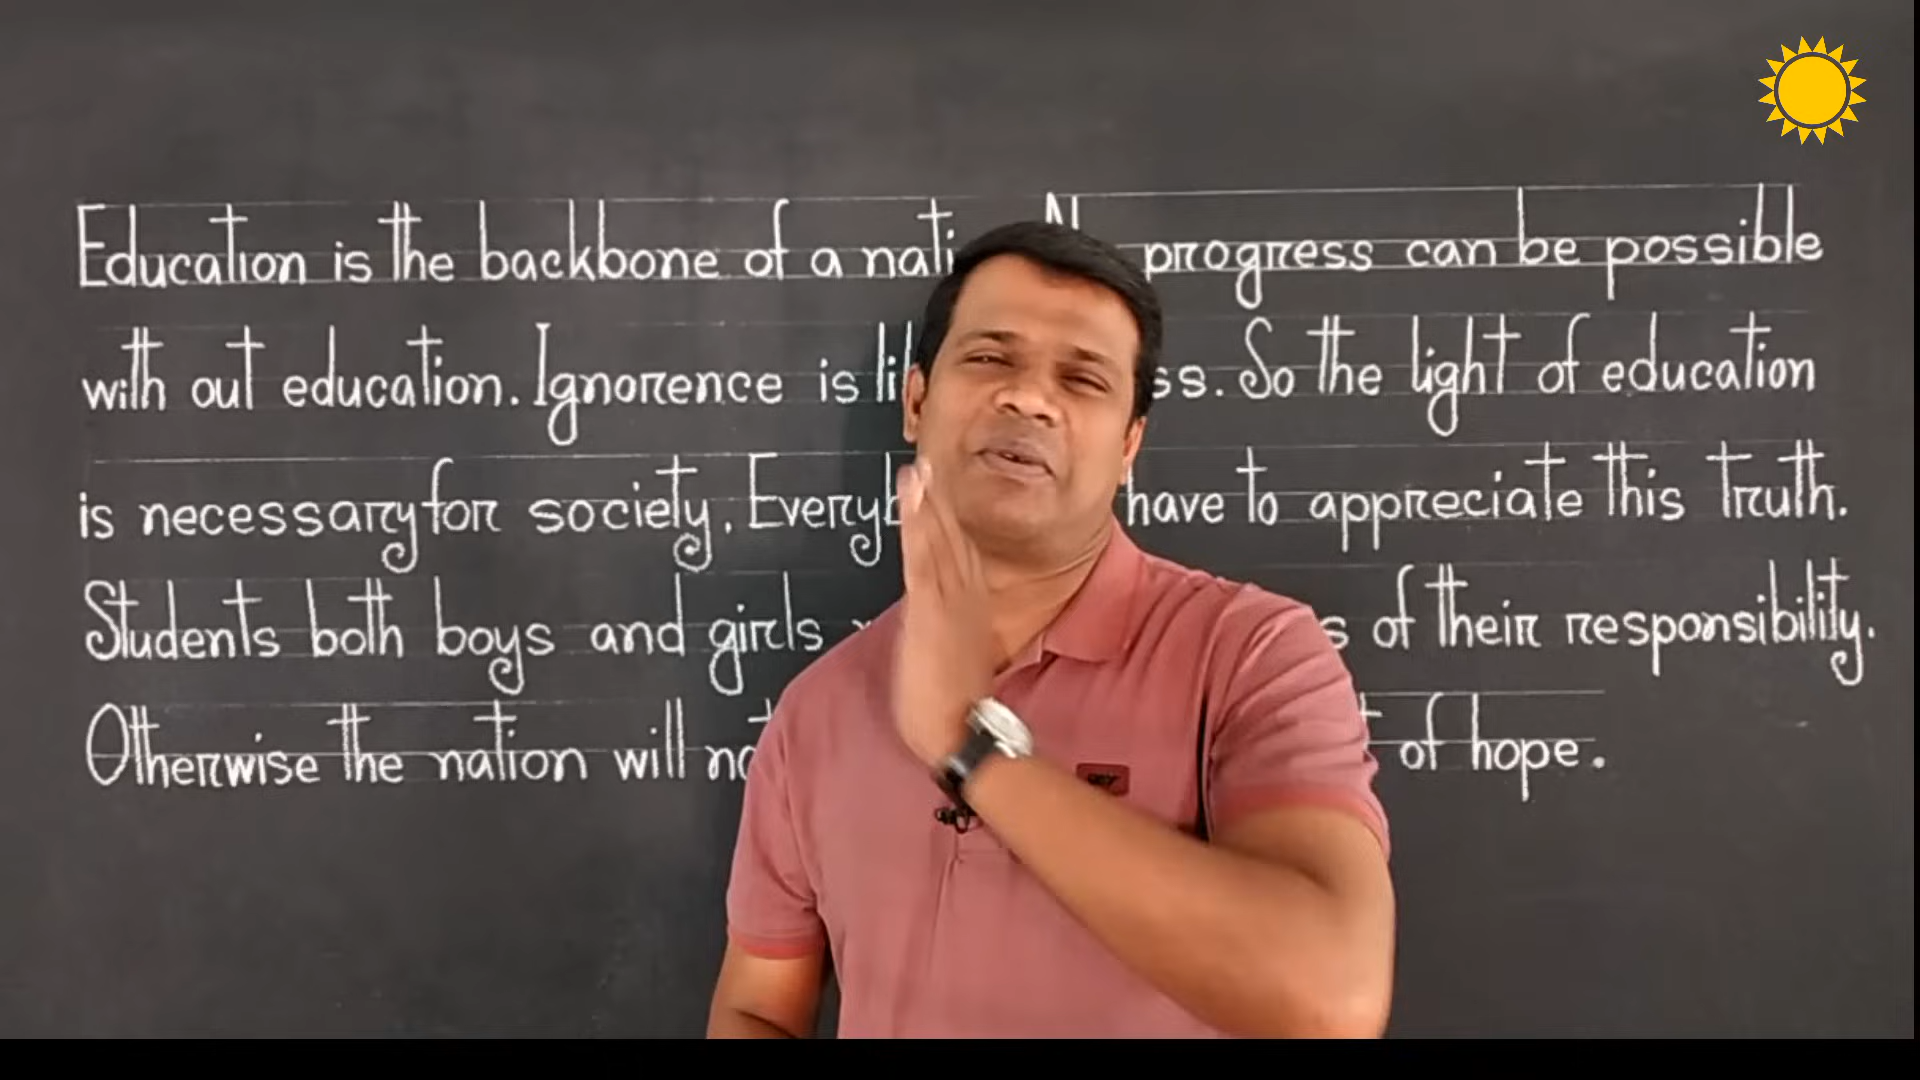 Education is the backbone of a progress can be possible
with out education. Ignorence is So the light of education
is necessary for society. have to appreciate this truth.
Students both boys and girls of their responsibility.
Otherwise the nation will of hope.